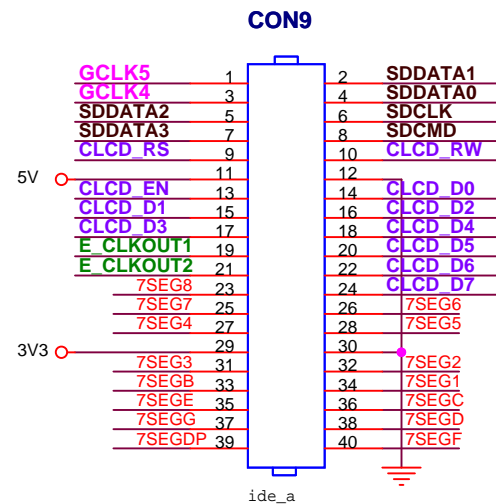 CON9
GCLK5 1 2 SDDATA1
GCLK4 3 4 SDDATA0
SDDATA2 5 6 SDCLK
SDDATA3 7 8 SDCMD
CLCD_RS 9 10 CLCD_RW
5V 11 12
CLCD_EN 13 14 CLCD_D0
CLCD_D1 15 16 CLCD_D2
CLCD_D3 17 18 CLCD_D4
E_CLKOUT1 19 20 CLCD_D5
E_CLKOUT2 21 22 CLCD_D6
7SEG8 23 24 CLCD_D7
7SEG7 25 26 7SEG6
7SEG4 27 28 7SEG5
3V3 29 30
7SEG3 31 32 7SEG2
7SEGB 33 34 7SEG1
7SEGE 35 36 7SEGC
7SEGG 37 38 7SEGD
7SEGDP 39 40 7SEGF
ide_a